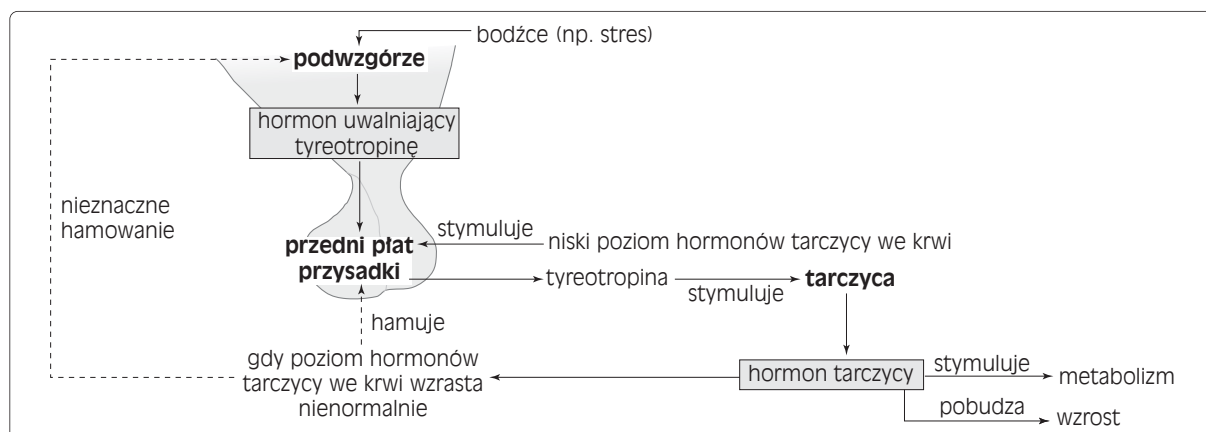 bodźce (np. stres)
podwzgórze
hormon uwalniający
tyreotropinę
nieznaczne
hamowanie
stymuluje
niski poziom hormonów tarczycy we krwi
przedni płat
przysadki
tyreotropina
stymuluje
tarczyca
hamuje
gdy poziom hormonów
tarczycy we krwi wzrasta
nienormalnie
hormon tarczycy
stymuluje
metabolizm
pobudza
wzrost